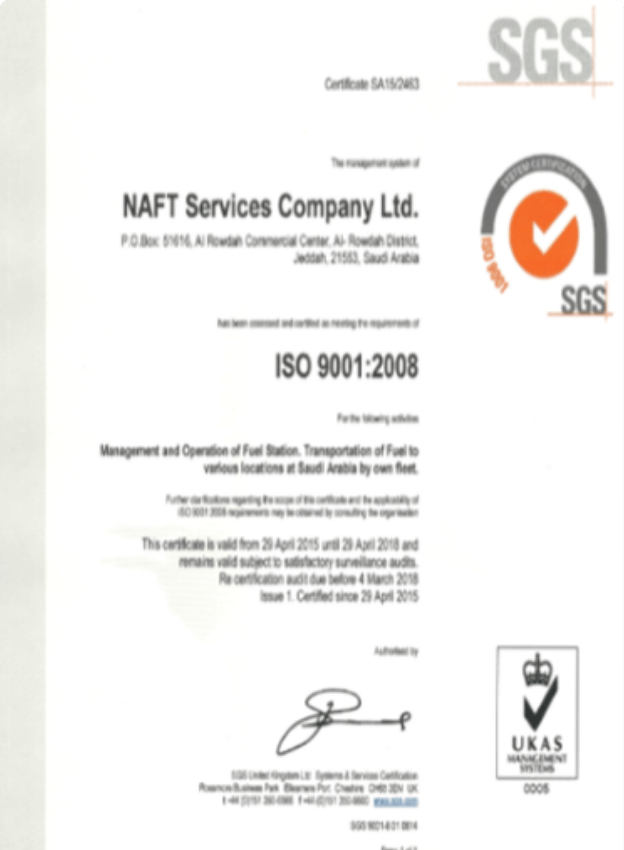 SGS
Certificate SA15/2463
The management system of
NAFT Services Company Ltd.
P.O.Box: 51616, Al Rowdah Commercial Center, Al- Rowdah District,
Jeddah, 21553, Saudi Arabia
SYSTEM CERTIFICATION
ISO 9001
SGS
has been assessed and certified as meeting the requirements of
ISO 9001:2008
For the following activities
Management and Operation of Fuel Station. Transportation of Fuel to
various locations at Saudi Arabia by own fleet.
Further clarifications regarding the scope of this certificate and the applicability of
ISO 9001:2008 requirements may be obtained by consulting the organisation
This certificate is valid from 29 April 2015 until 29 April 2018 and
remains valid subject to satisfactory surveillance audits.
Re certification audit due before 4 March 2018
Issue 1. Certified since 29 April 2015
Authorised by
UKAS
MANAGEMENT
SYSTEMS
0005
SGS United Kingdom Ltd Systems & Services Certification
Rossmore Business Park Ellesmere Port Cheshire CH65 3EN UK
t +44 (0)151 350-6666 f +44 (0)151 350-6600 www.sgs.com
SGS 9001-8 01 0614